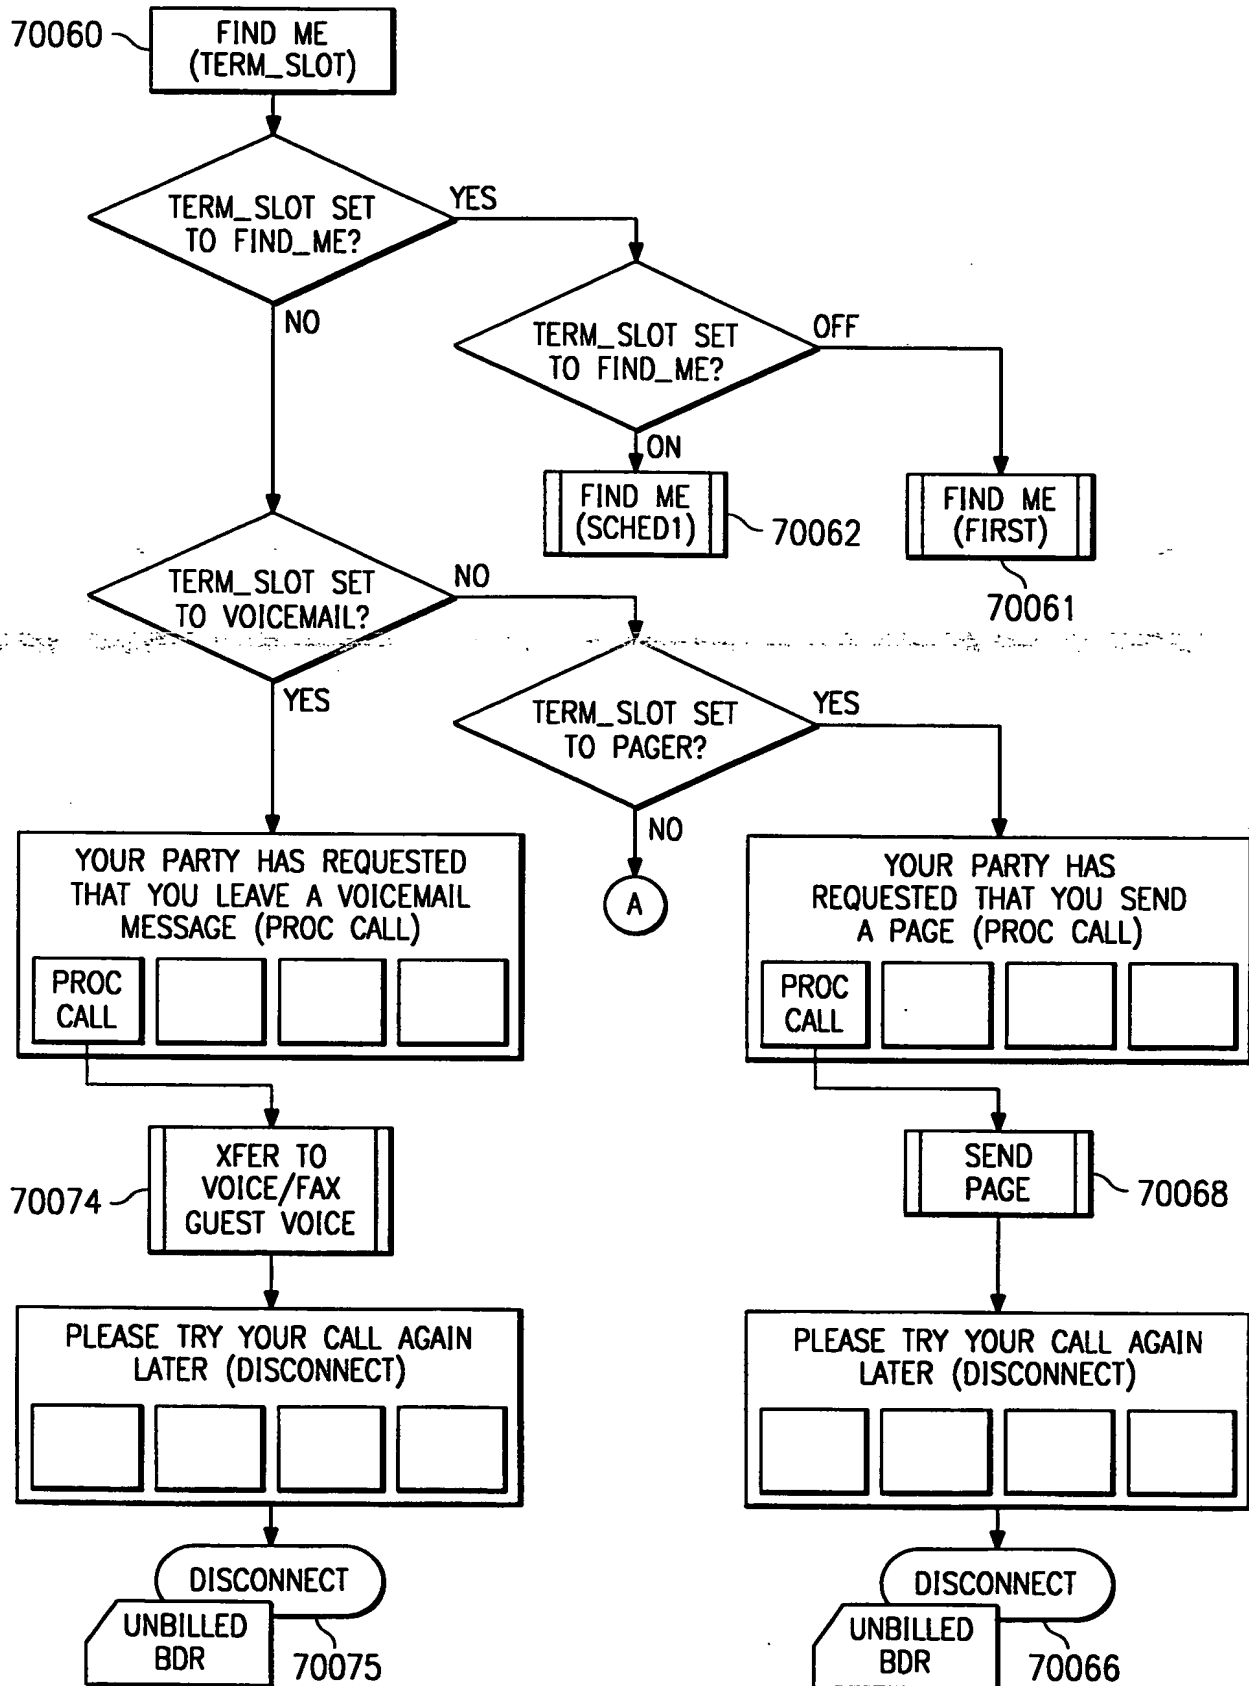 70060
FIND ME
(TERM_SLOT)
TERM_SLOT SET
TO FIND_ME?
YES
NO
TERM_SLOT SET
TO FIND_ME?
OFF
ON
FIND ME
(SCHED1)
70062
FIND ME
(FIRST)
70061
TERM_SLOT SET
TO VOICEMAIL?
NO
YES
TERM_SLOT SET
TO PAGER?
YES
NO
A
YOUR PARTY HAS REQUESTED
THAT YOU LEAVE A VOICEMAIL
MESSAGE (PROC CALL)
PROC
CALL
YOUR PARTY HAS
REQUESTED THAT YOU SEND
A PAGE (PROC CALL)
PROC
CALL
70074
XFER TO
VOICE/FAX
GUEST VOICE
SEND
PAGE
70068
PLEASE TRY YOUR CALL AGAIN
LATER (DISCONNECT)
PLEASE TRY YOUR CALL AGAIN
LATER (DISCONNECT)
DISCONNECT
UNBILLED
BDR
70075
DISCONNECT
UNBILLED
BDR
70066